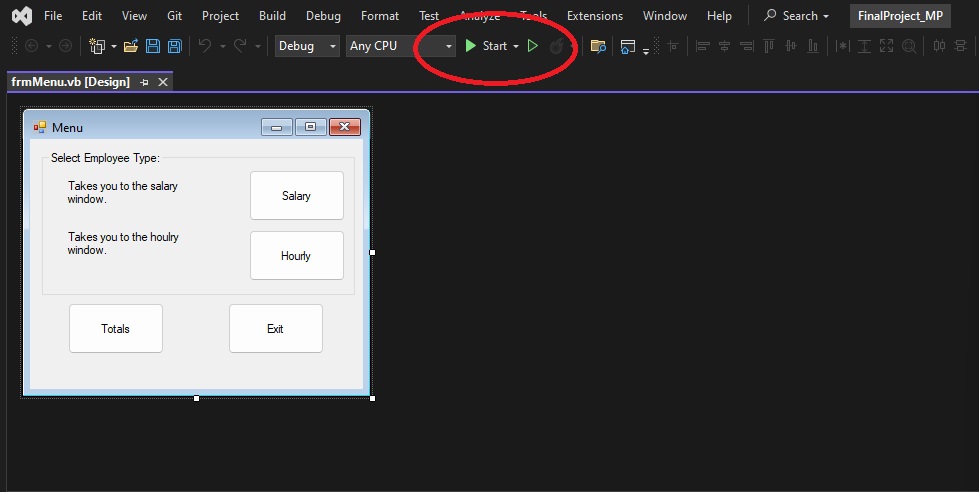 File Edit View Git Project Build Debug Format Test Analyze Tools Extensions Window Help Search FinalProject_MP
Debug Any CPU Start
frmMenu.vb [Design]
Menu
Select Employee Type:
Takes you to the salary
window.
Salary
Takes you to the houlry
window.
Hourly
Totals Exit